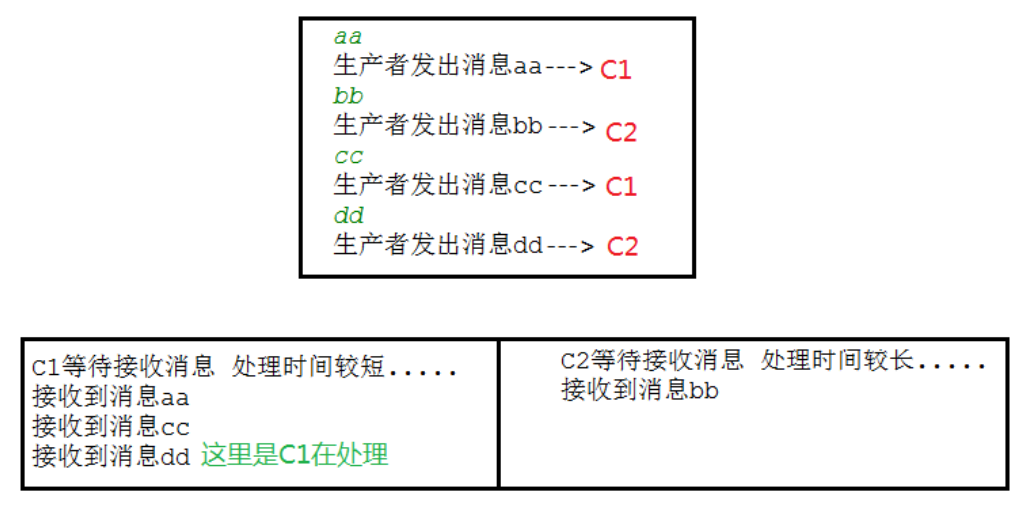 aa
生产者发出消息aa---> C1
bb
生产者发出消息bb---> C2
cc
生产者发出消息cc---> C1
dd
生产者发出消息dd---> C2
C1等待接收消息 处理时间较短.....
接收到消息aa
接收到消息cc
接收到消息dd 这里是C1在处理
C2等待接收消息 处理时间较长.....
接收到消息bb